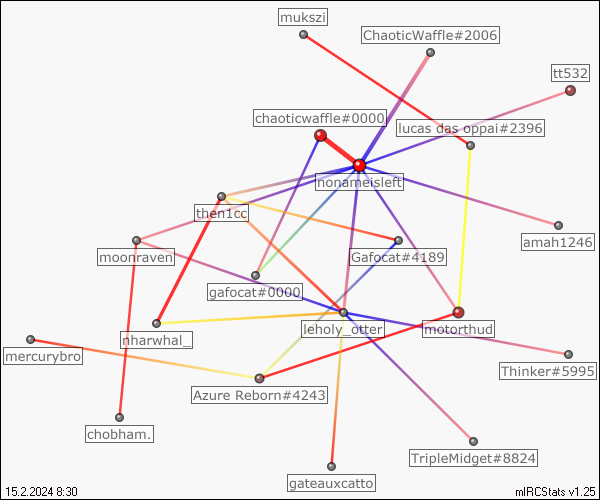 mukszi
ChaoticWaffle#2006
tt532
chaoticwaffle#0000
lucas das oppai#2396
nonameisleft
then1cc
amah1246
moonraven
Gafocat#4189
gafocat#0000
nharwhal_
leholy_otter
motorthud
mercurybro
Thinker#5995
Azure Reborn#4243
chobham.
TripleMidget#8824
gateauxcatto
15.2.2024 8:30
mIRCStats v1.25